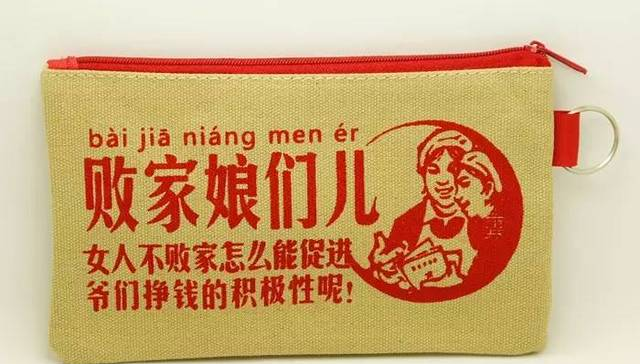 bài jiā niáng men ér
败家娘们儿
女人不败家怎么能促进
爷们挣钱的积极性呢!